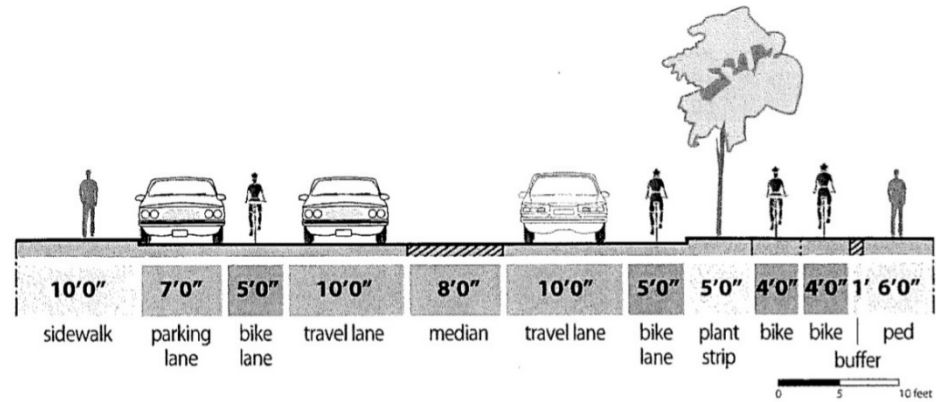 10'0" 7'0" 5'0" 10'0" 8'0" 10'0" 5'0" 5'0" 4'0" 4'0" 1' 6'0"
sidewalk parking lane bike lane travel lane median travel lane bike lane plant strip bike bike buffer ped
0 5 10 feet